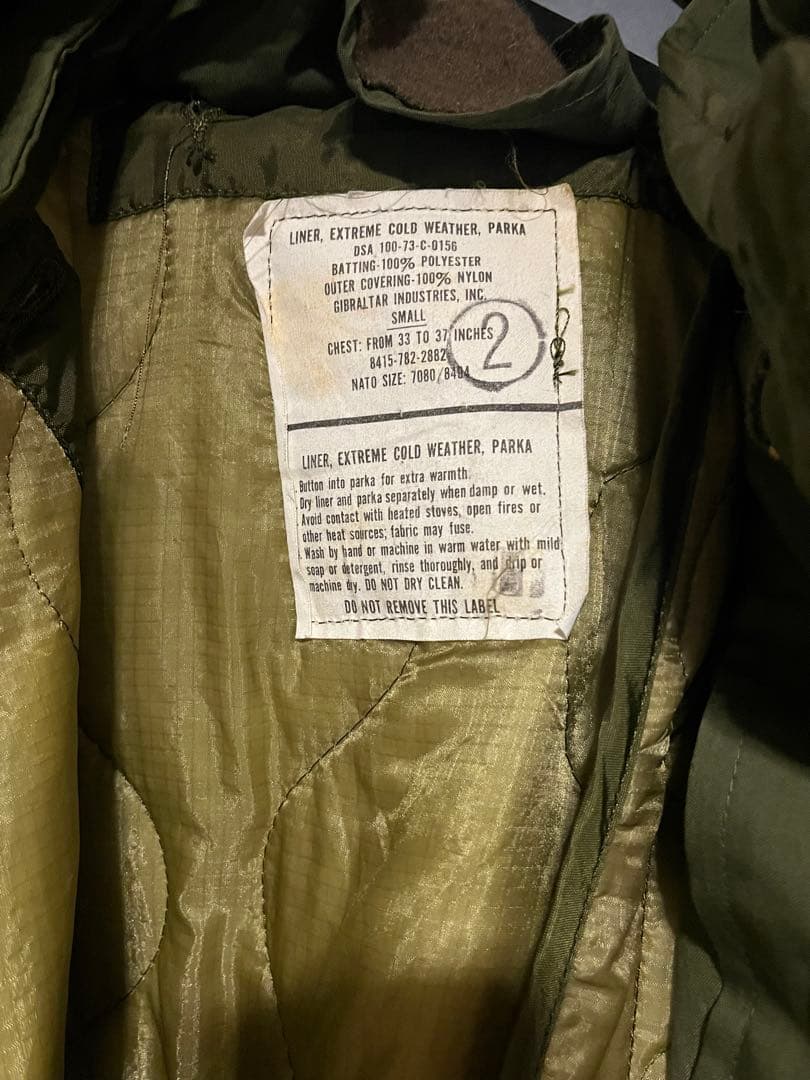 LINER, EXTREME COLD WEATHER, PARKA
DSA 100-73-C-0156
BATTING-100% POLYESTER
OUTER COVERING-100% NYLON
GIBRALTAR INDUSTRIES, INC.
SMALL
CHEST: FROM 33 TO 37 INCHES
2
8415-782-2882
NATO SIZE: 7080/8494
LINER, EXTREME COLD WEATHER, PARKA
Button into parka for extra warmth.
Dry liner and parka separately when damp or wet.
Avoid contact with heated stoves, open fires or
other heat sources; fabric may fuse.
Wash by hand or machine in warm water with mild
soap or detergent, rinse thoroughly, and drip or
machine dry. DO NOT DRY CLEAN.
DO NOT REMOVE THIS LABEL